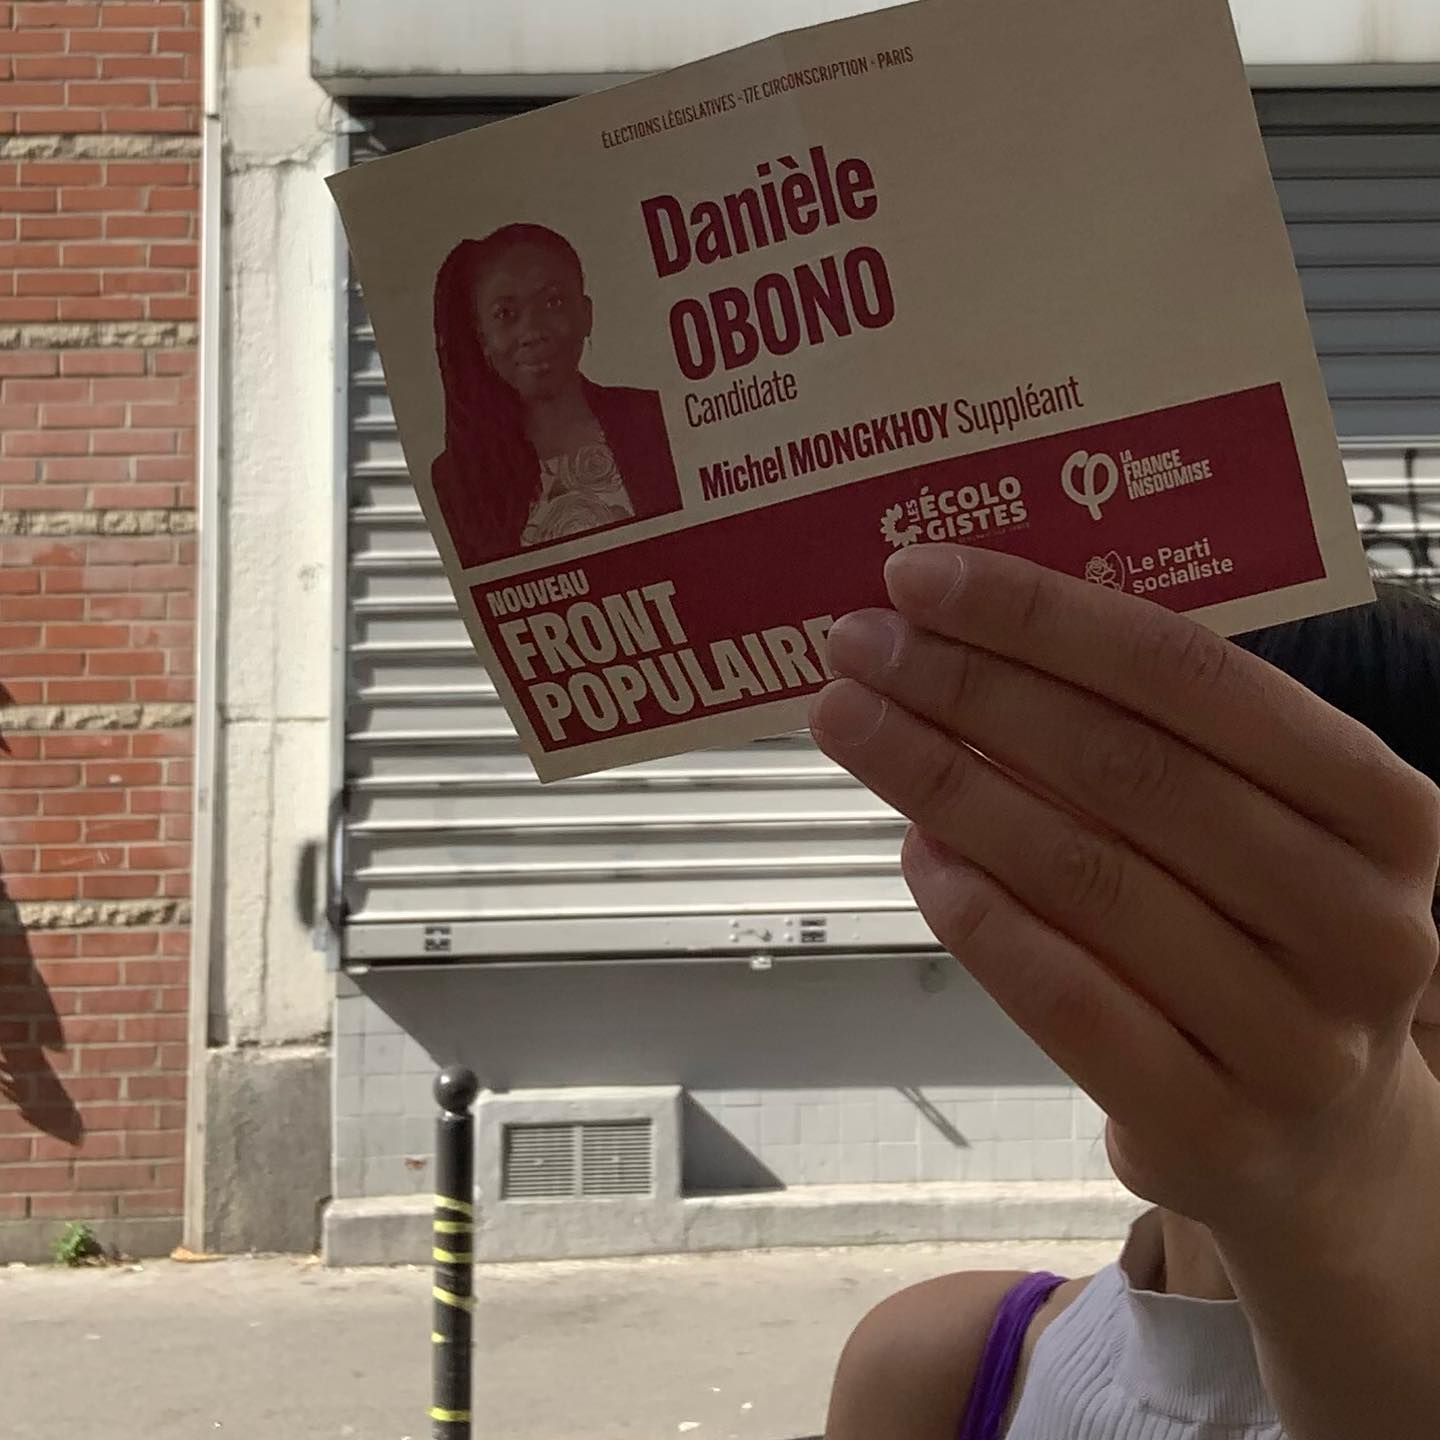 ÉLECTIONS LÉGISLATIVES - 17E CIRCONSCRIPTION - PARIS
Danièle
OBONO
Candidate
Michel MONGKHOY Suppléant
NOUVEAU
FRONT
POPULAIRE
LES ÉCOLO
GISTES
LA FRANCE
INSOUMISE
Le Parti
socialiste